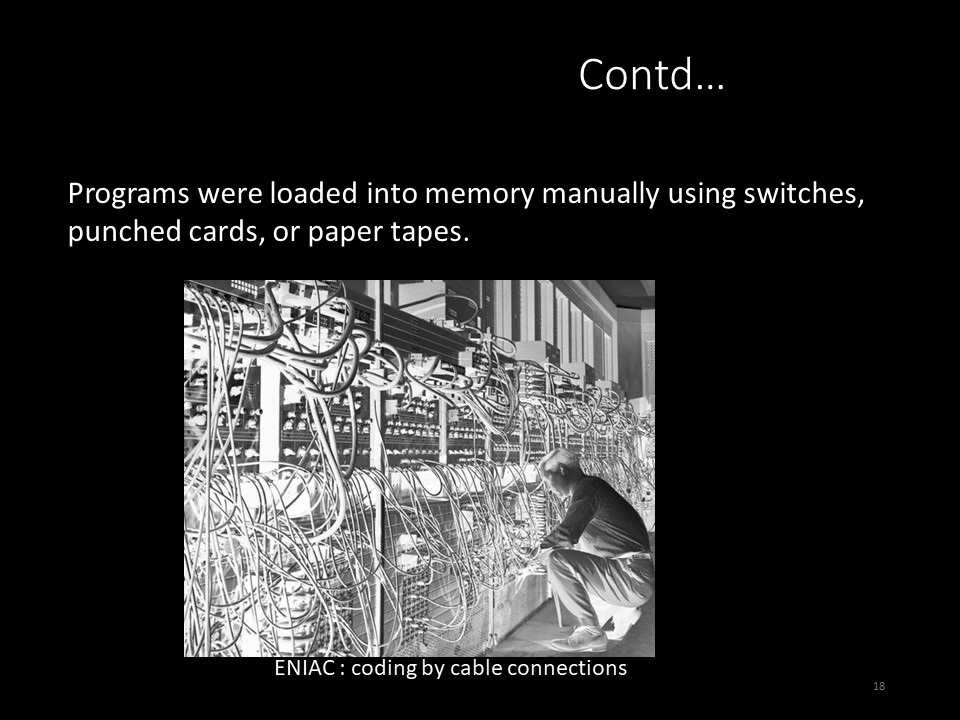 Contd…
Programs were loaded into memory manually using switches,
punched cards, or paper tapes.
ENIAC : coding by cable connections
18